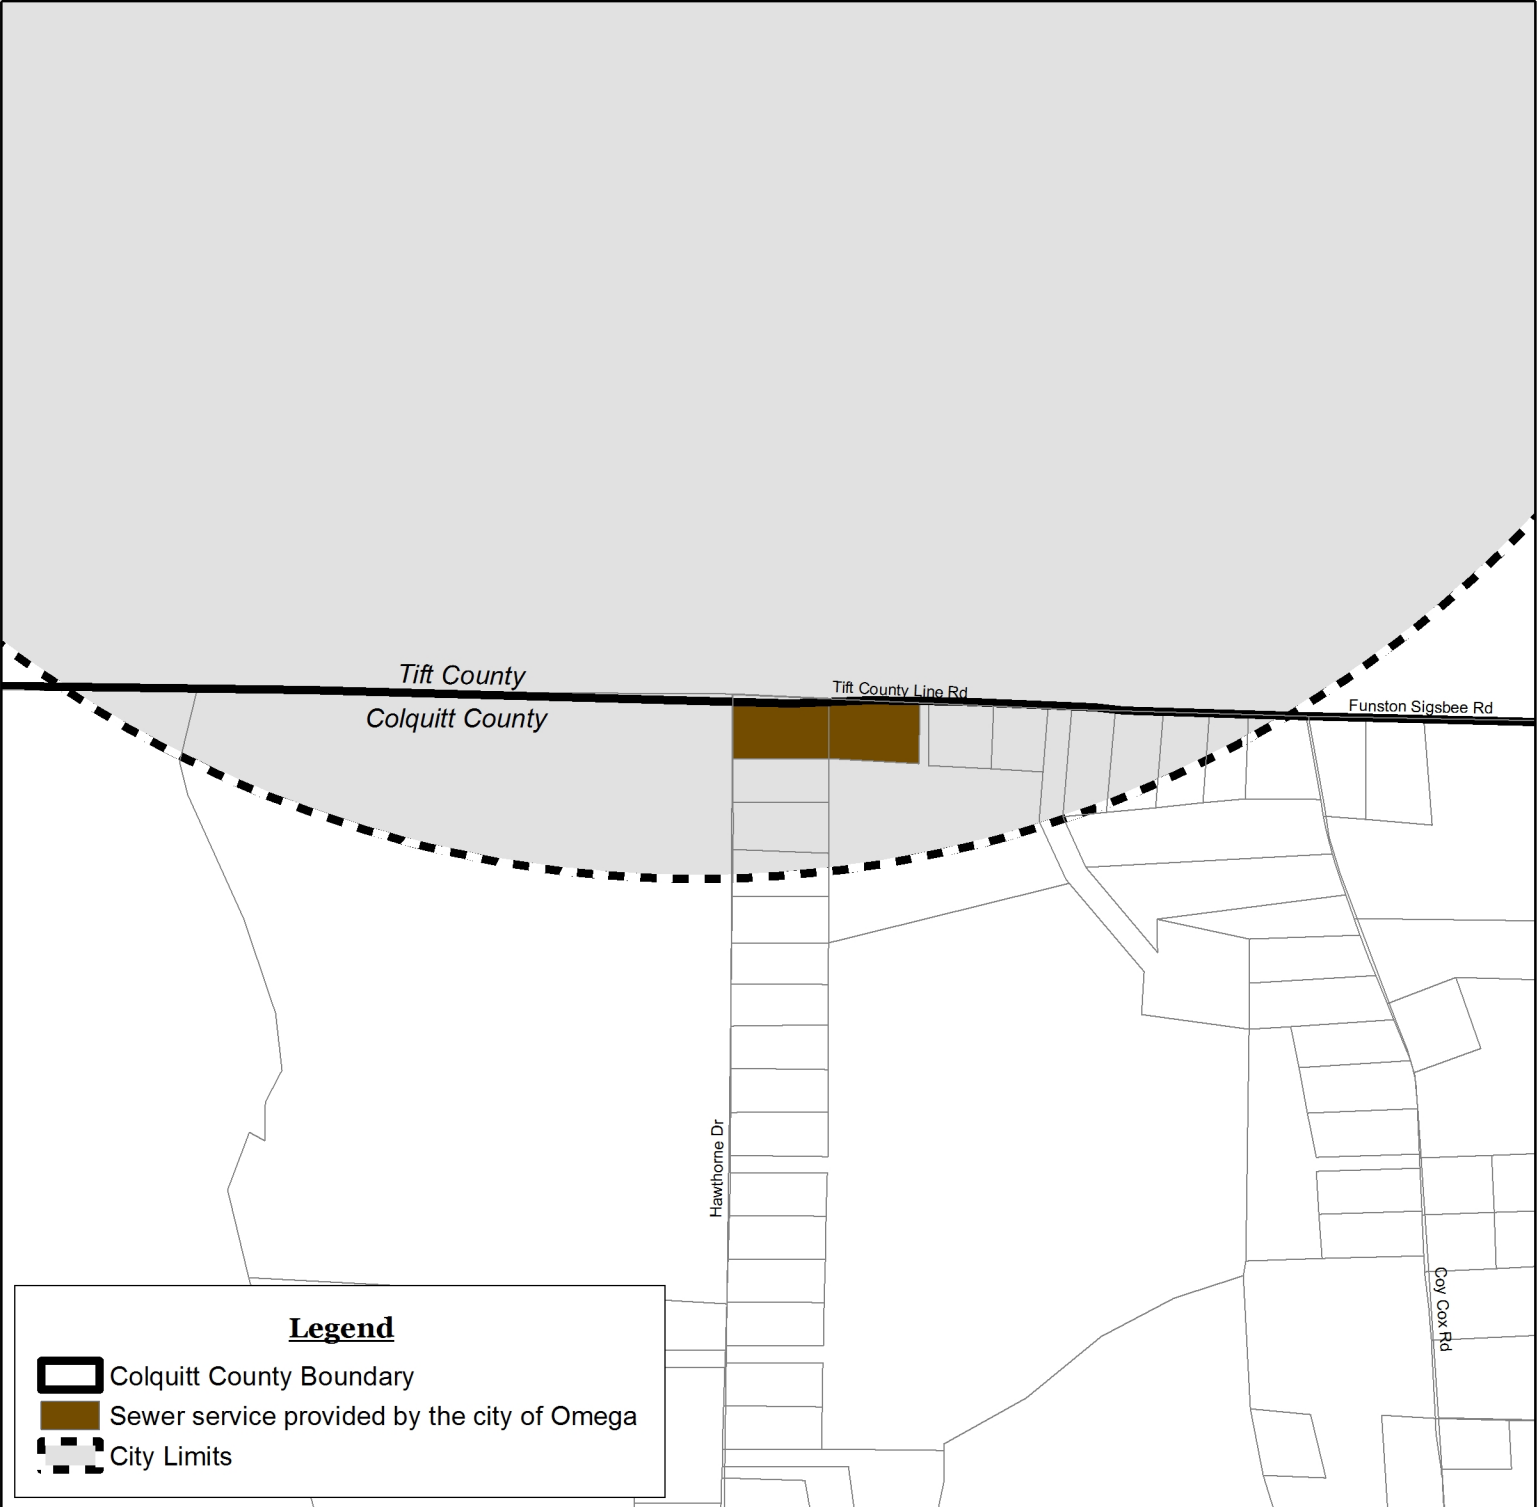 Tift County
Tift County Line Rd
Funston Sigsbee Rd
Colquitt County
Hawthorne Dr
Coy Cox Rd
Legend
Colquitt County Boundary
Sewer service provided by the city of Omega
City Limits